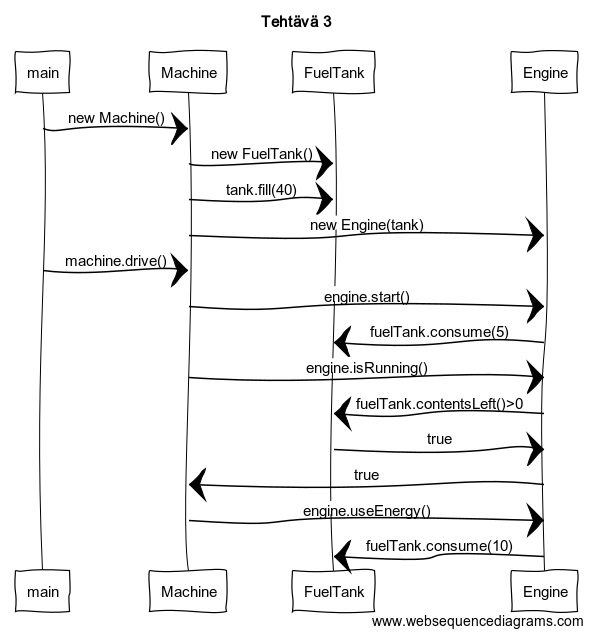 Tehtävä 3
main Machine FuelTank Engine
new Machine()
new FuelTank()
tank.fill(40)
new Engine(tank)
machine.drive()
engine.start()
fuelTank.consume(5)
engine.isRunning()
fuelTank.contentsLeft()>0
true
true
engine.useEnergy()
fuelTank.consume(10)
main Machine FuelTank Engine
www.websequencediagrams.com